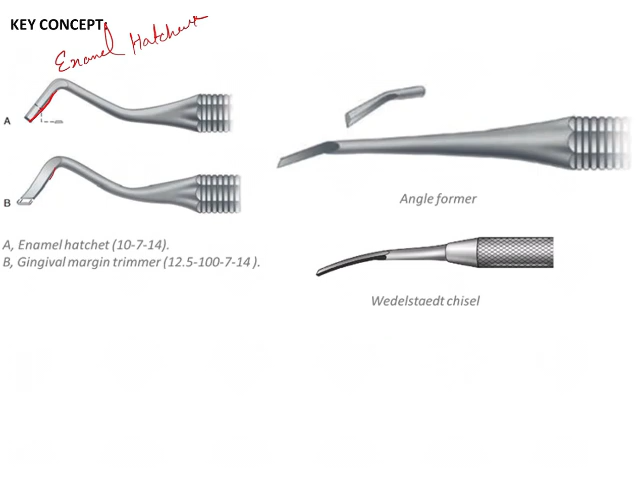 KEY CONCEPT:
Enamel Hatchets
A
B
A, Enamel hatchet (10-7-14).
B, Gingival margin trimmer (12.5-100-7-14 ).
Angle former
Wedelstaedt chisel